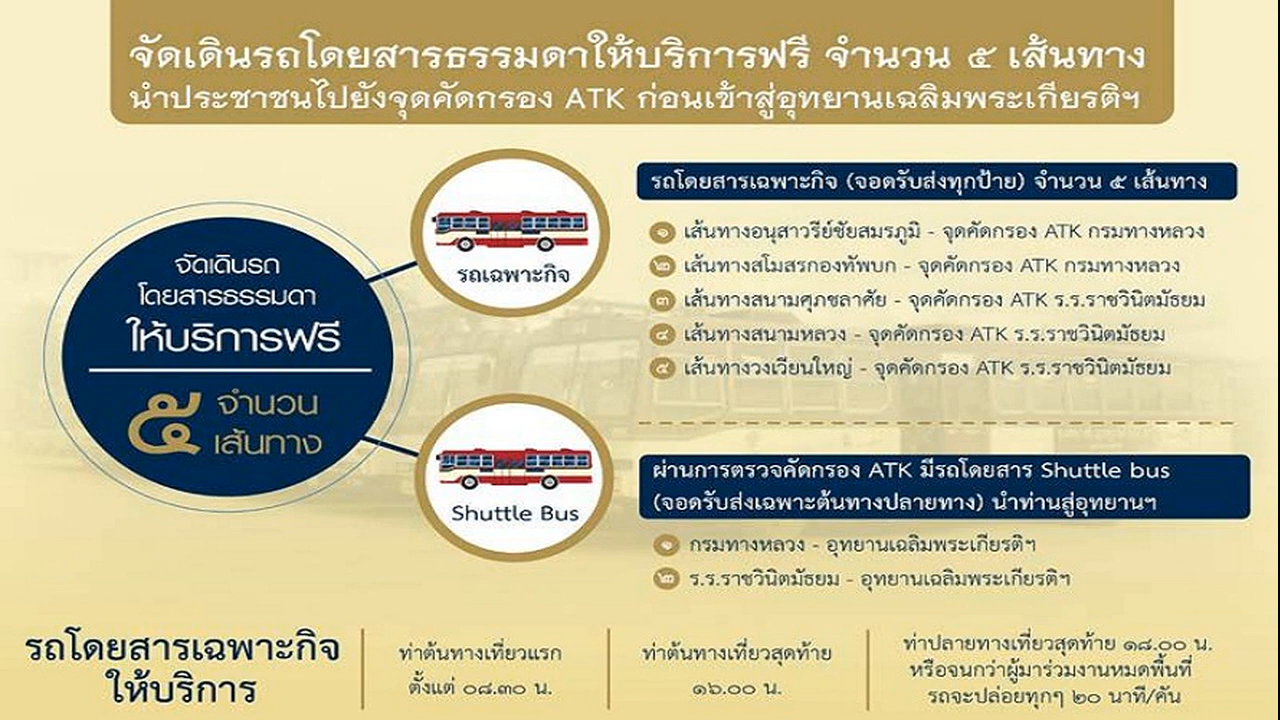 จัดเดินรถโดยสารธรรมดาให้บริการฟรี จำนวน ๕ เส้นทาง
นำประชาชนไปยังจุดคัดกรอง ATK ก่อนเข้าสู่อุทยานเฉลิมพระเกียรติฯ
จัดเดินรถ
โดยสารธรรมดา
ให้บริการฟรี
๕ จำนวน
เส้นทาง
รถเฉพาะกิจ
รถโดยสารเฉพาะกิจ (จอดรับส่งทุกป้าย) จำนวน ๕ เส้นทาง
๑ เส้นทางอนุสาวรีย์ชัยสมรภูมิ - จุดคัดกรอง ATK กรมทางหลวง
๒ เส้นทางสโมสรกองทัพบก - จุดคัดกรอง ATK กรมทางหลวง
๓ เส้นทางสนามศุภชลาศัย - จุดคัดกรอง ATK ร.ร.ราชวินิตมัธยม
๔ เส้นทางสนามหลวง - จุดคัดกรอง ATK ร.ร.ราชวินิตมัธยม
๕ เส้นทางวงเวียนใหญ่ - จุดคัดกรอง ATK ร.ร.ราชวินิตมัธยม
Shuttle Bus
ผ่านการตรวจคัดกรอง ATK มีรถโดยสาร Shuttle bus
(จอดรับส่งเฉพาะต้นทางปลายทาง) นำท่านสู่อุทยานฯ
๑ กรมทางหลวง - อุทยานเฉลิมพระเกียรติฯ
๒ ร.ร.ราชวินิตมัธยม - อุทยานเฉลิมพระเกียรติฯ
รถโดยสารเฉพาะกิจ
ให้บริการ
ท่าต้นทางเที่ยวแรก
ตั้งแต่ ๐๘.๓๐ น.
ท่าต้นทางเที่ยวสุดท้าย
๑๖.๐๐ น.
ท่าปลายทางเที่ยวสุดท้าย ๑๘.๐๐ น.
หรือจนกว่าผู้มาร่วมงานหมดพื้นที่
รถจะปล่อยทุกๆ ๒๐ นาที/คัน